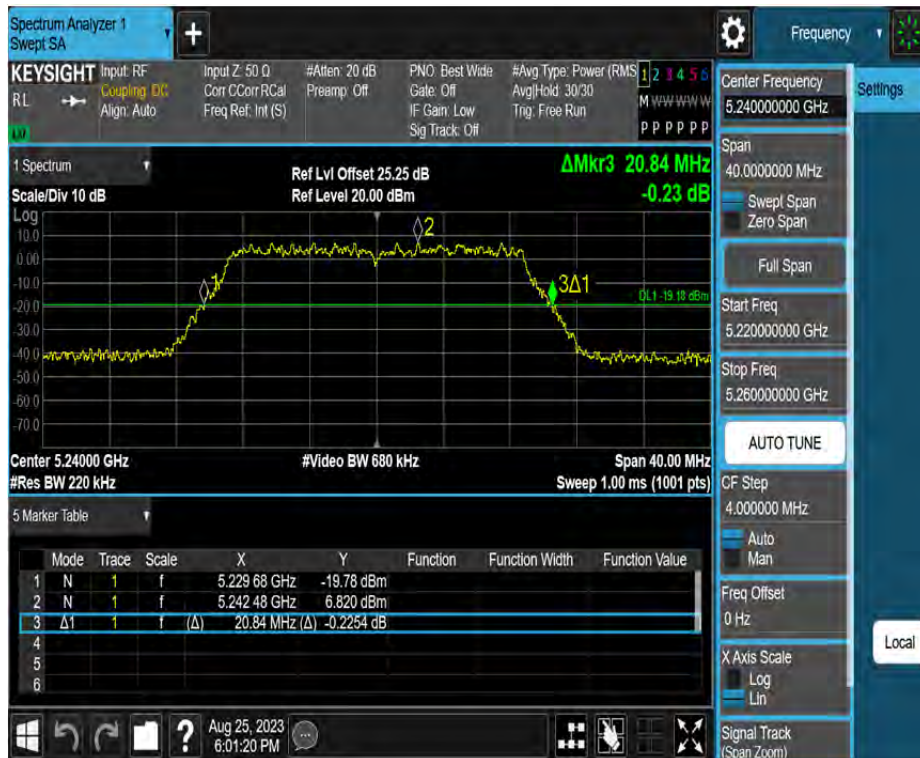 Spectrum Analyzer 1
Swept SA
+
Frequency
KEYSIGHT
RL
Input: RF
Coupling: DC
Align: Auto
Input Z: 50 Ω
Corr CCorr RCal
Freq Ref: Int (S)
#Atten: 20 dB
Preamp: Off
PNO: Best Wide
Gate: Off
IF Gain: Low
Sig Track: Off
#Avg Type: Power (RMS
Avg|Hold: 30/30
Trig: Free Run
1 2 3 4 5 6
M W W W W W
P P P P P P
Center Frequency
5.240000000 GHz
Settings
Span
40.0000000 MHz
Swept Span
Zero Span
Full Span
Start Freq
5.220000000 GHz
Stop Freq
5.260000000 GHz
AUTO TUNE
CF Step
4.000000 MHz
Auto
Man
Freq Offset
0 Hz
X Axis Scale
Log
Lin
Signal Track
(Span Zoom)
Local
1 Spectrum
Scale/Div 10 dB
Ref Lvl Offset 25.25 dB
Ref Level 20.00 dBm
ΔMkr3 20.84 MHz
-0.23 dB
Log
10.0
0.00
-10.0
-20.0
-30.0
-40.0
-50.0
-60.0
-70.0
1
2
3Δ1
DL1 -19.18 dBm
Center 5.24000 GHz
#Video BW 680 kHz
Span 40.00 MHz
#Res BW 220 kHz
Sweep 1.00 ms (1001 pts)
5 Marker Table
Mode Trace Scale X Y Function Function Width Function Value
1 N 1 f 5.229 68 GHz -19.78 dBm
2 N 1 f 5.242 48 GHz 6.820 dBm
3 Δ1 1 f (Δ) 20.84 MHz (Δ) -0.2254 dB
4
5
6
?
Aug 25, 2023
6:01:20 PM